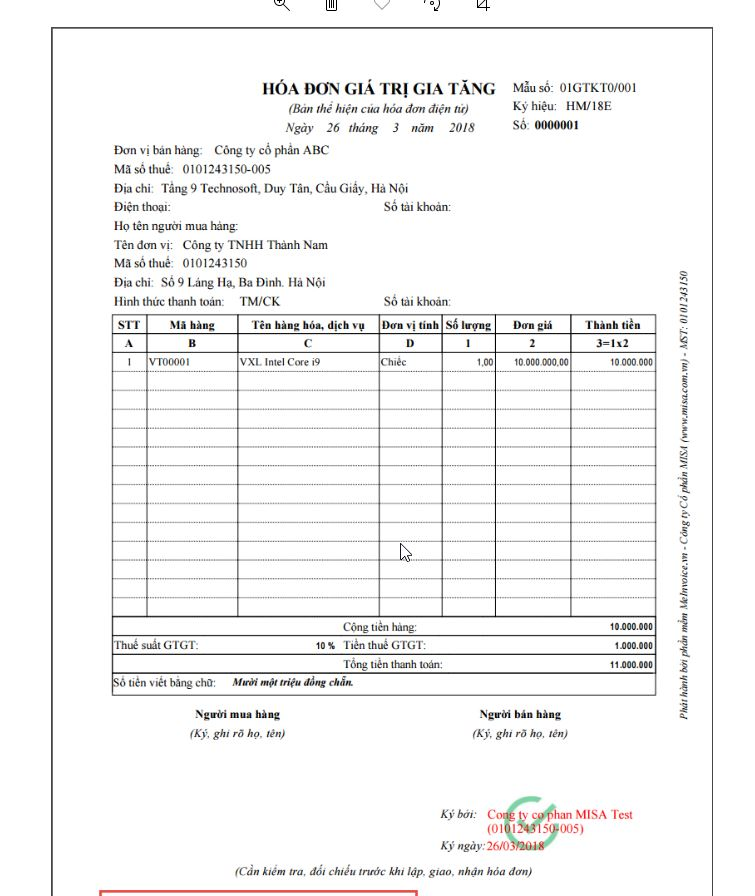 HÓA ĐƠN GIÁ TRỊ GIA TĂNG
(Bản thể hiện của hóa đơn điện tử)
Ngày 26 tháng 3 năm 2018
Mẫu số: 01GTKT0/001
Ký hiệu: HM/18E
Số: 0000001
Đơn vị bán hàng: Công ty cổ phần ABC
Mã số thuế: 0101243150-005
Địa chỉ: Tầng 9 Technosoft, Duy Tân, Cầu Giấy, Hà Nội
Điện thoại: Số tài khoản:
Họ tên người mua hàng:
Tên đơn vị: Công ty TNHH Thành Nam
Mã số thuế: 0101243150
Địa chỉ: Số 9 Láng Hạ, Ba Đình. Hà Nội
Hình thức thanh toán: TM/CK Số tài khoản:
STT Mã hàng Tên hàng hóa, dịch vụ Đơn vị tính Số lượng Đơn giá Thành tiền
A B C D 1 2 3=1x2
1 VT00001 VXL Intel Core i9 Chiếc 1,00 10.000.000,00 10.000.000
Cộng tiền hàng: 10.000.000
Thuế suất GTGT: 10 % Tiền thuế GTGT: 1.000.000
Tổng tiền thanh toán: 11.000.000
Số tiền viết bằng chữ: Mười một triệu đồng chẵn.
Người mua hàng Người bán hàng
(Ký, ghi rõ họ, tên) (Ký, ghi rõ họ, tên)
Ký bởi: Cong ty co phan MISA Test
(0101243150-005)
Ký ngày: 26/03/2018
(Cần kiểm tra, đối chiếu trước khi lập, giao, nhận hóa đơn)
Phát hành bởi phần mềm MeInvoice.vn - Công ty Cổ phần MISA (www.misa.com.vn) - MST: 0101243150